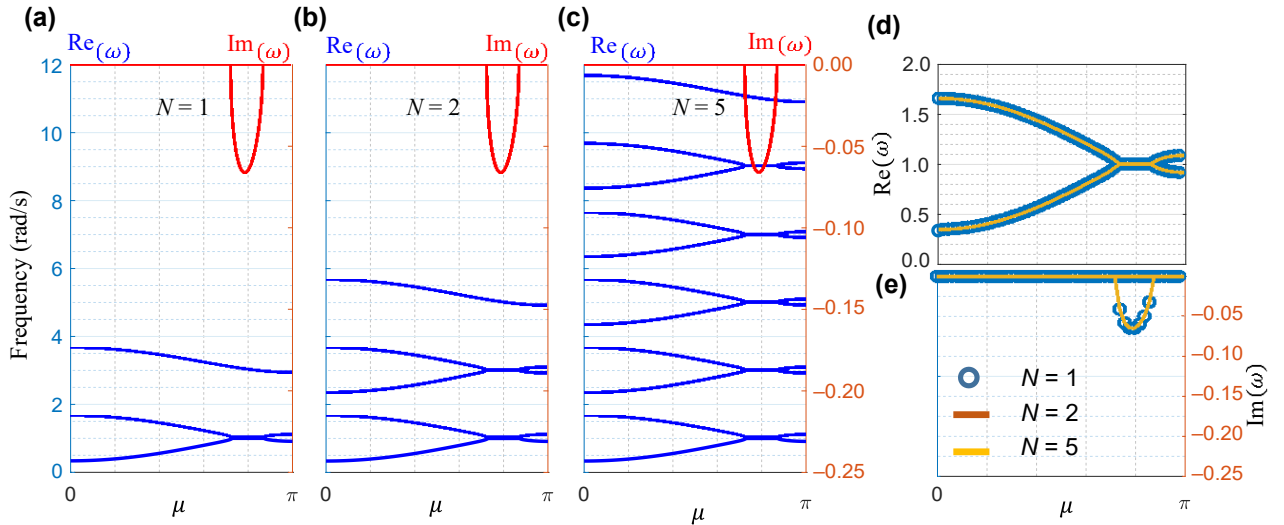 (a)
(b)
(c)
(d)
Re(ω)
Im(ω)
Re(ω)
Im(ω)
Re(ω)
Im(ω)
12
10
8
6
4
2
0
Frequency (rad/s)
N = 1
0
μ
π
N = 2
0
μ
π
N = 5
0
μ
π
0.00
−0.05
−0.10
−0.15
−0.20
−0.25
2.0
1.5
1.0
0.5
0.0
Re(ω)
(e)
−0.05
−0.10
−0.15
−0.20
−0.25
Im(ω)
N = 1
N = 2
N = 5
0
μ
π